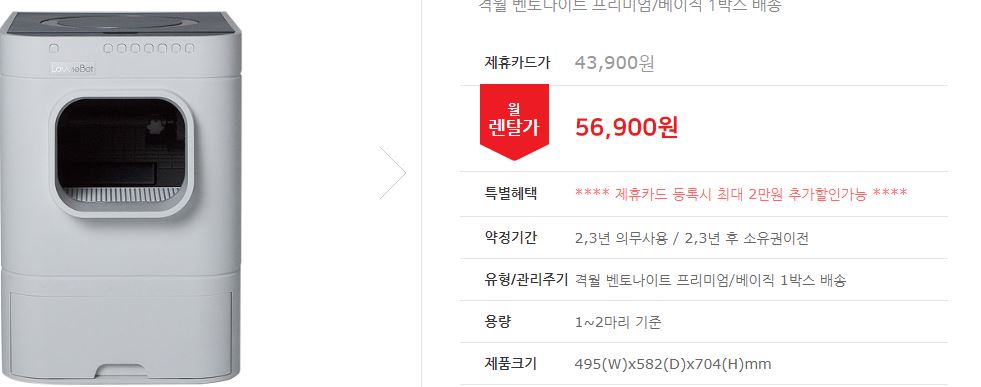 격월 벤토나이트 프리미엄/베이직 1박스 배송
제휴카드가 43,900원
월
렌탈가
56,900원
특별혜택 **** 제휴카드 등록시 최대 2만원 추가할인가능 ****
약정기간 2,3년 의무사용 / 2,3년 후 소유권이전
유형/관리주기 격월 벤토나이트 프리미엄/베이직 1박스 배송
용량 1~2마리 기준
제품크기 495(W)x582(D)x704(H)mm